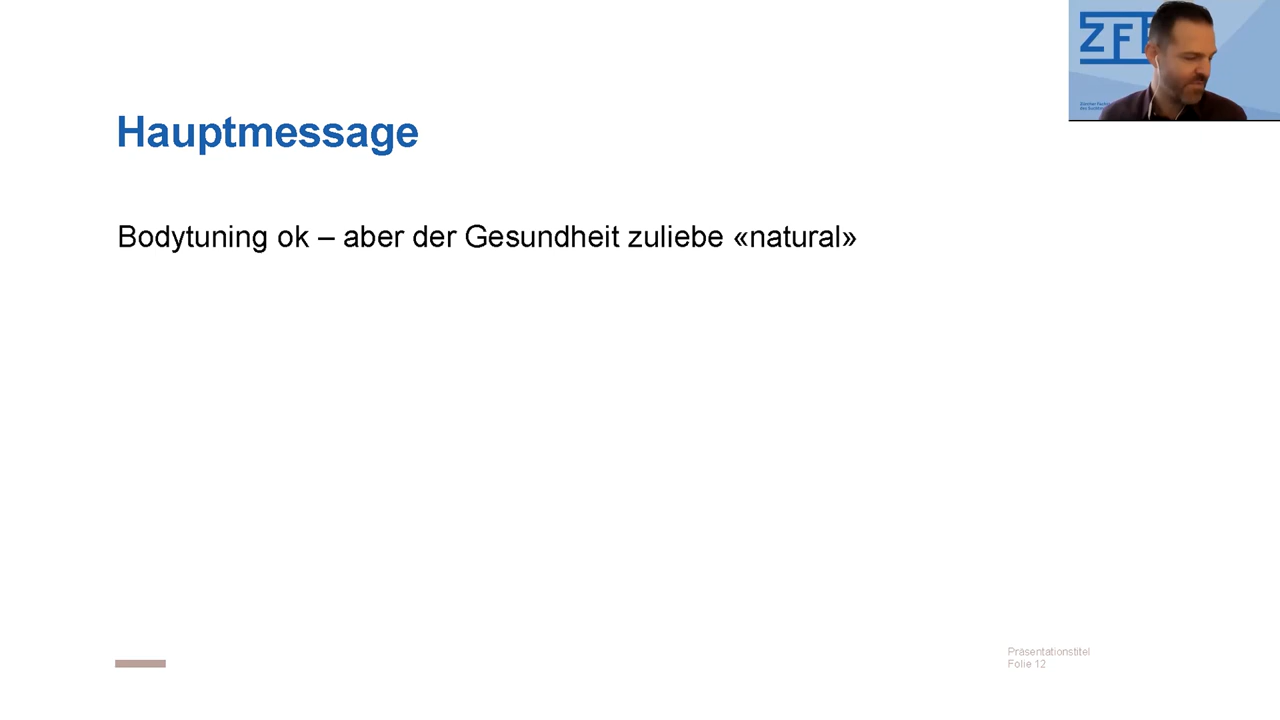 Hauptmessage
Bodytuning ok – aber der Gesundheit zuliebe «natural»
Präsentationstitel
Folie 12